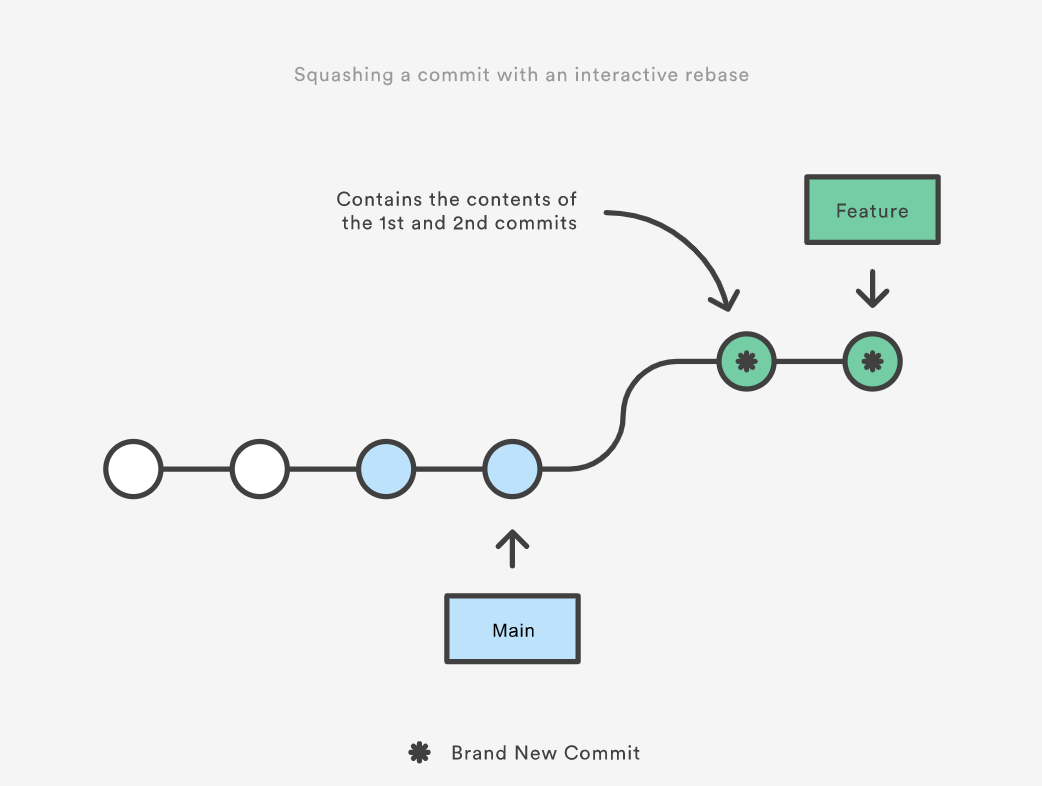 Squashing a commit with an interactive rebase
Contains the contents of
the 1st and 2nd commits
Feature
Main
Brand New Commit